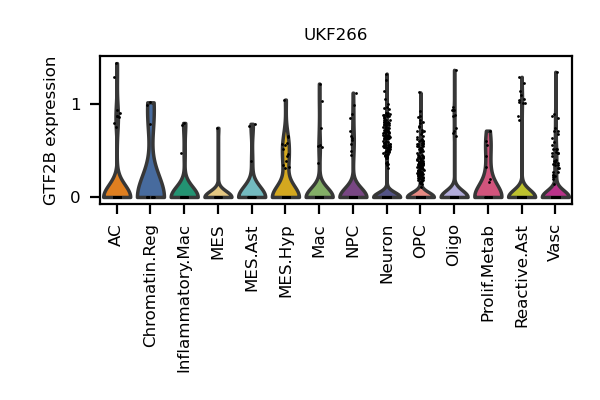 UKF266
GTF2B expression
1
0
AC
Chromatin.Reg
Inflammatory.Mac
MES
MES.Ast
MES.Hyp
Mac
NPC
Neuron
OPC
Oligo
Prolif.Metab
Reactive.Ast
Vasc